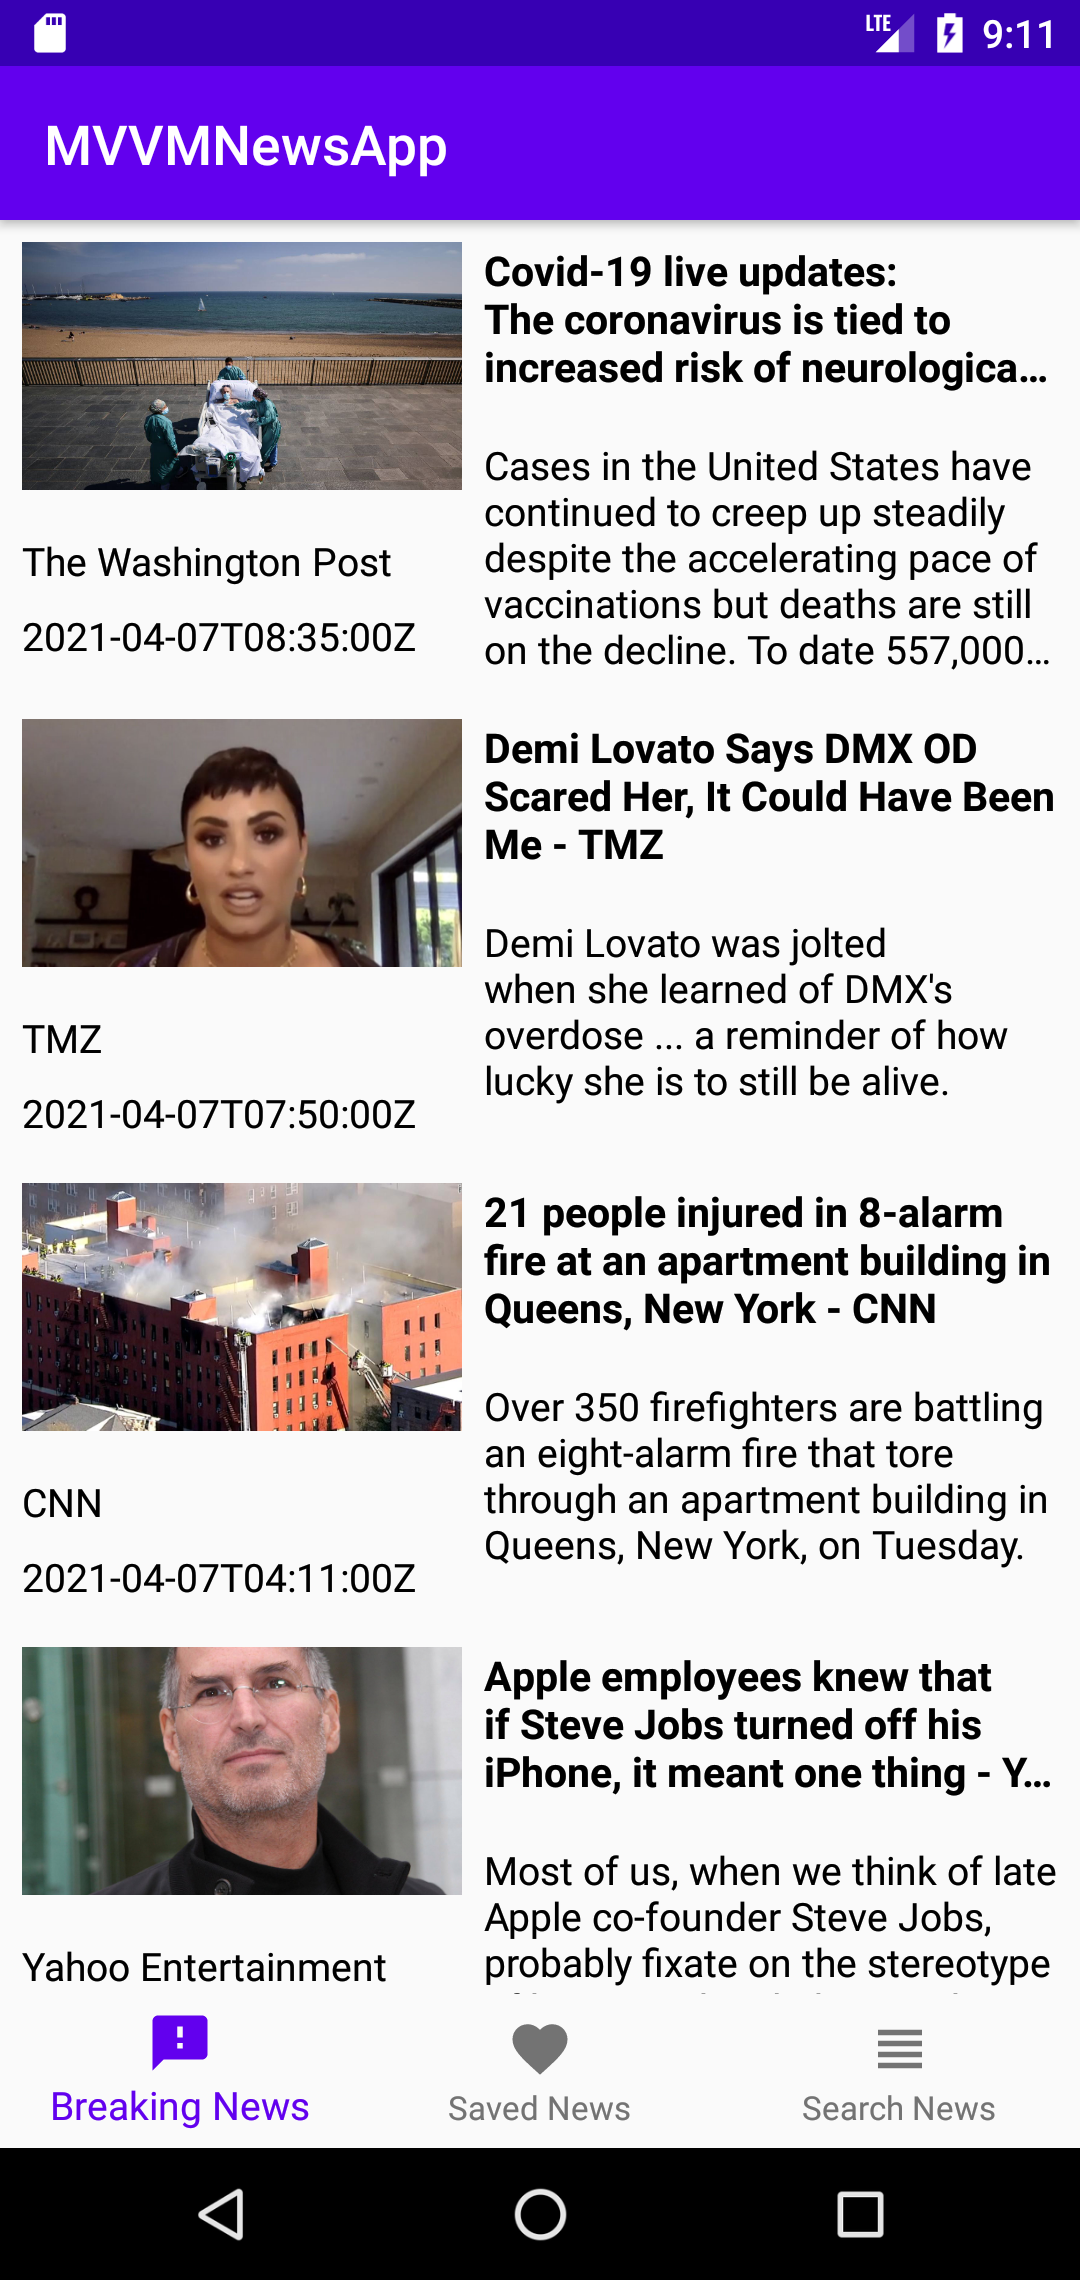 LTE 9:11
MVVMNewsApp
Covid-19 live updates:
The coronavirus is tied to
increased risk of neurologica…
Cases in the United States have
continued to creep up steadily
despite the accelerating pace of
vaccinations but deaths are still
on the decline. To date 557,000…
The Washington Post
2021-04-07T08:35:00Z
Demi Lovato Says DMX OD
Scared Her, It Could Have Been
Me - TMZ
Demi Lovato was jolted
when she learned of DMX's
overdose ... a reminder of how
lucky she is to still be alive.
TMZ
2021-04-07T07:50:00Z
21 people injured in 8-alarm
fire at an apartment building in
Queens, New York - CNN
Over 350 firefighters are battling
an eight-alarm fire that tore
through an apartment building in
Queens, New York, on Tuesday.
CNN
2021-04-07T04:11:00Z
Apple employees knew that
if Steve Jobs turned off his
iPhone, it meant one thing - Y…
Most of us, when we think of late
Apple co-founder Steve Jobs,
probably fixate on the stereotype
Yahoo Entertainment
Breaking News
Saved News
Search News